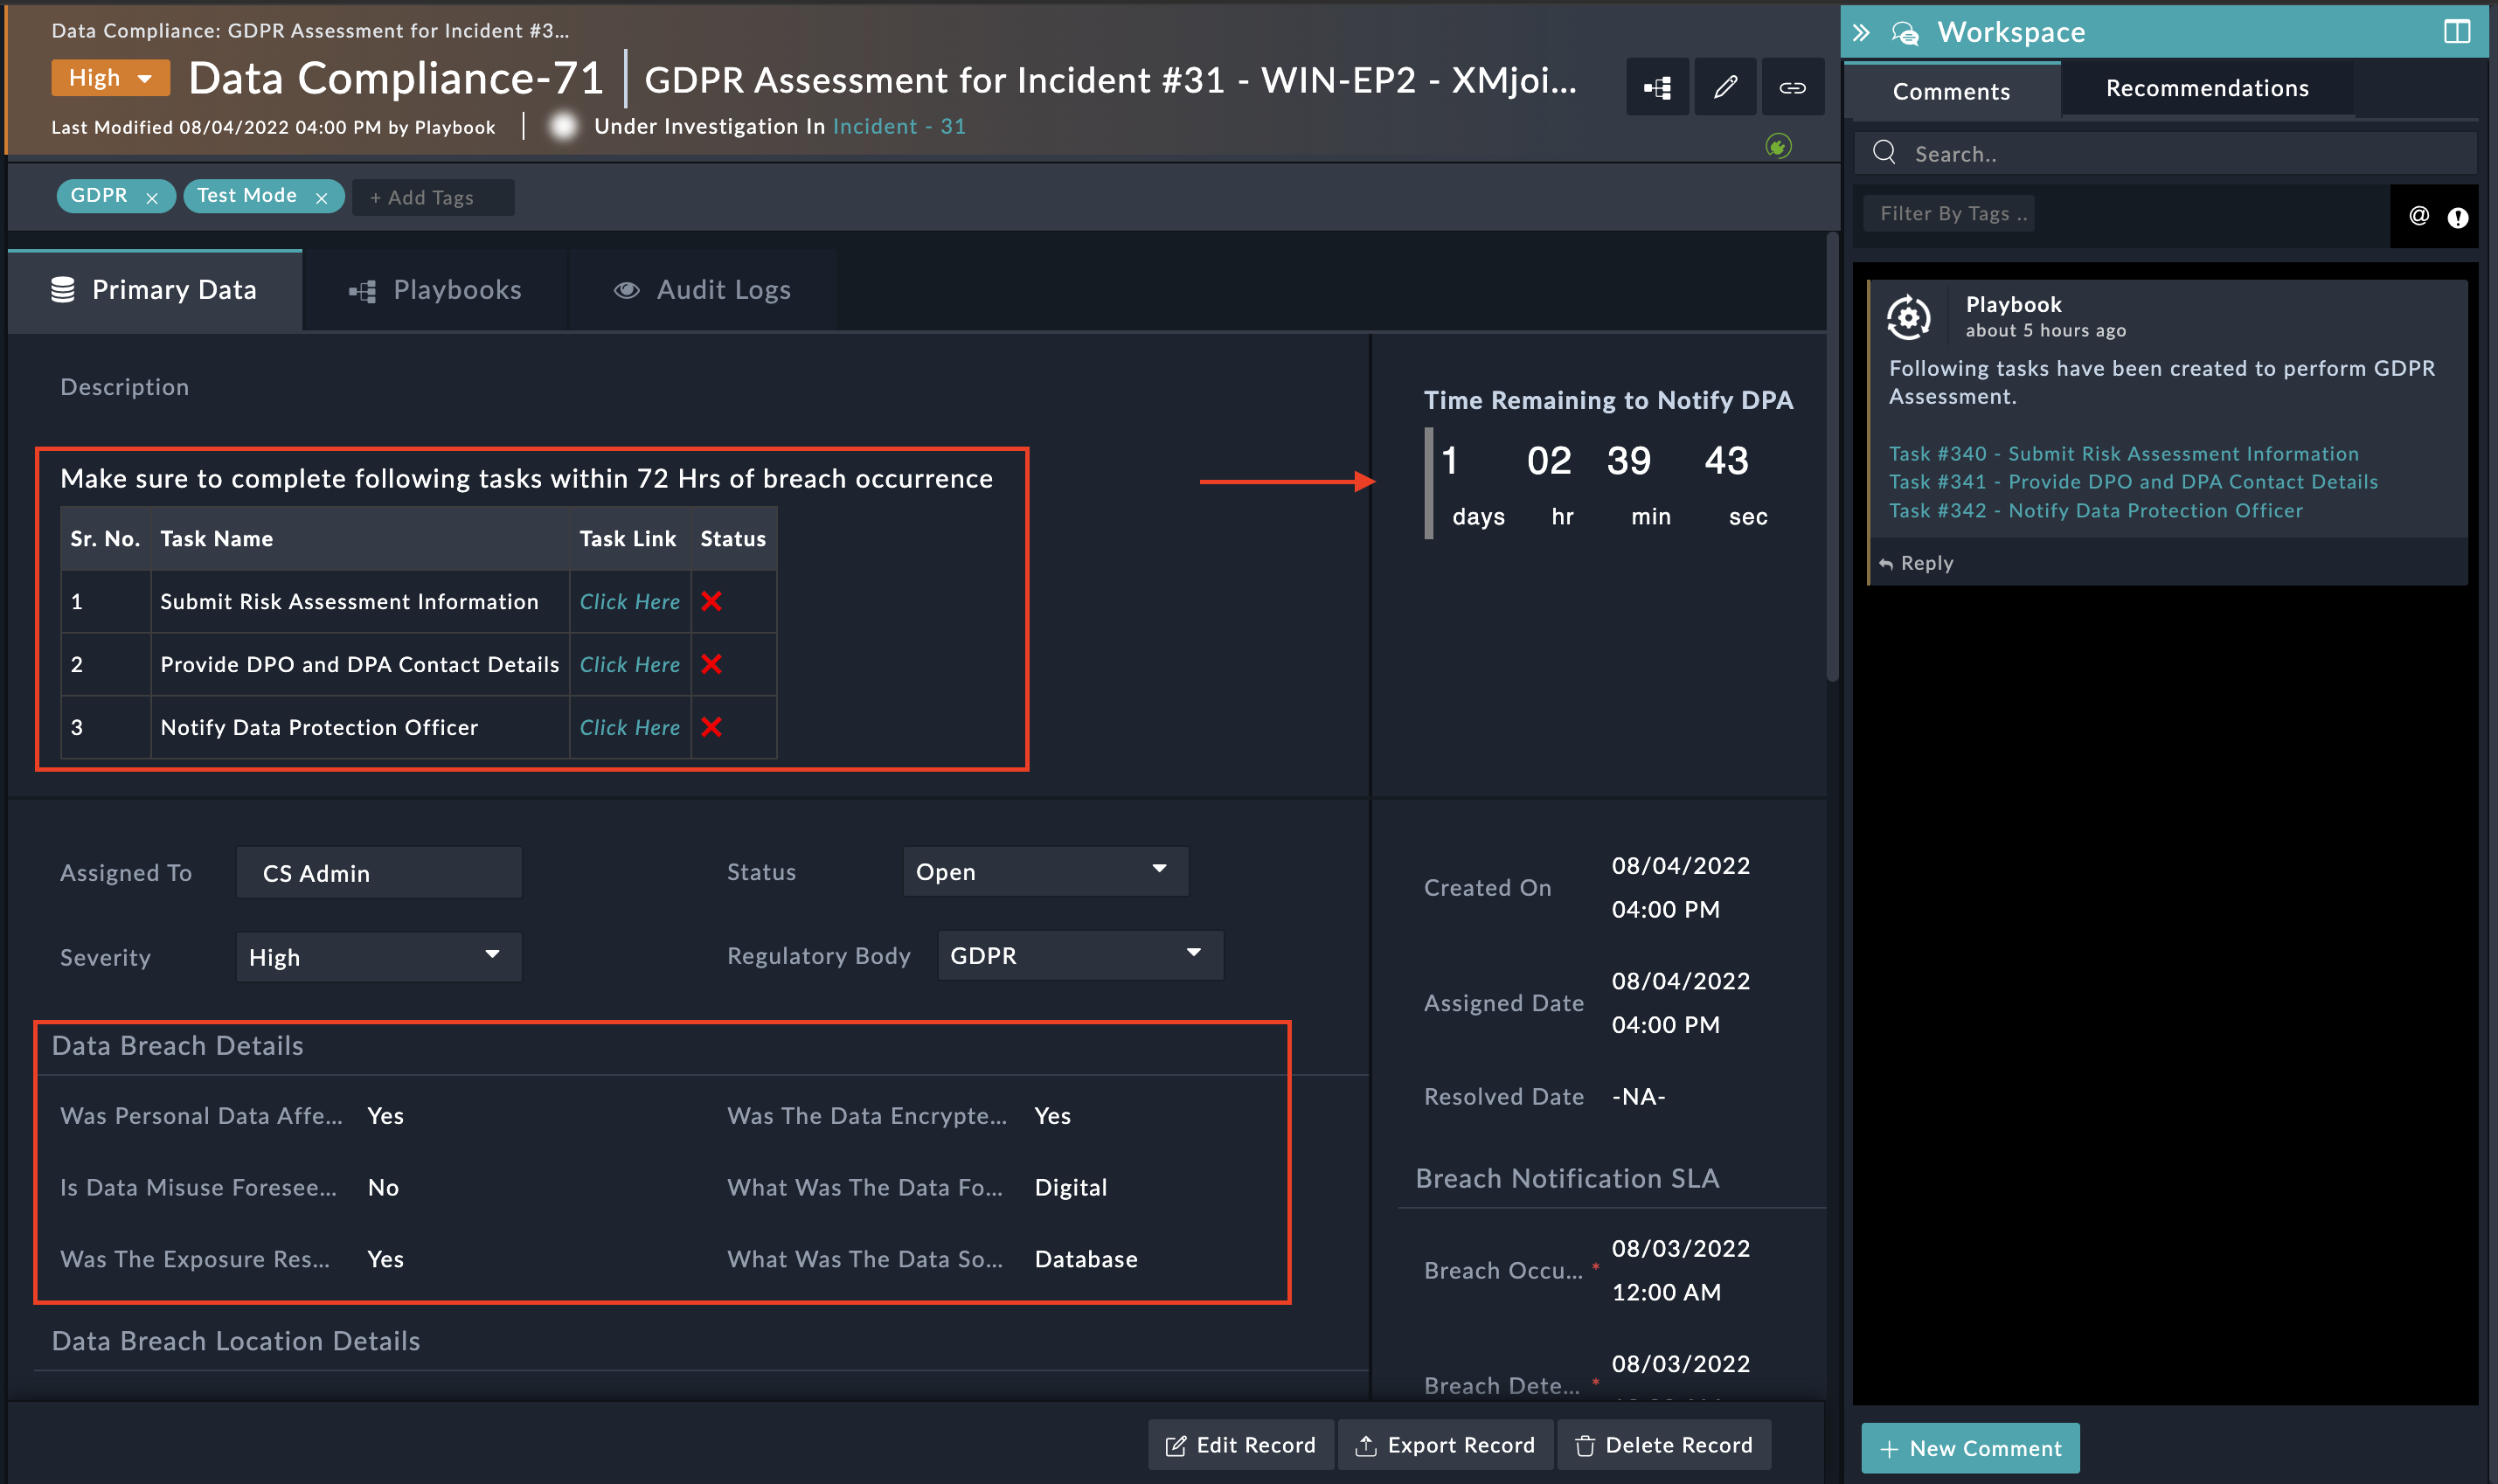 Data Compliance: GDPR Assessment for Incident #3...
High
Data Compliance-71
GDPR Assessment for Incident #31 - WIN-EP2 - XMjoi...
Last Modified 08/04/2022 04:00 PM by Playbook
Under Investigation In Incident - 31
GDPR
Test Mode
+ Add Tags
Primary Data
Playbooks
Audit Logs
Description
Make sure to complete following tasks within 72 Hrs of breach occurrence
Sr. No. Task Name Task Link Status
1 Submit Risk Assessment Information Click Here
2 Provide DPO and DPA Contact Details Click Here
3 Notify Data Protection Officer Click Here
Time Remaining to Notify DPA
1 02 39 43
days hr min sec
Assigned To CS Admin
Status Open
Severity High
Regulatory Body GDPR
Data Breach Details
Was Personal Data Affe... Yes
Was The Data Encrypte... Yes
Is Data Misuse Foresee... No
What Was The Data Fo... Digital
Was The Exposure Res... Yes
What Was The Data So... Database
Data Breach Location Details
Created On 08/04/2022
04:00 PM
Assigned Date 08/04/2022
04:00 PM
Resolved Date -NA-
Breach Notification SLA
Breach Occu... * 08/03/2022
12:00 AM
Breach Dete... * 08/03/2022
Edit Record
Export Record
Delete Record
Workspace
Comments
Recommendations
Search..
Filter By Tags ..
@
Playbook
about 5 hours ago
Following tasks have been created to perform GDPR
Assessment.
Task #340 - Submit Risk Assessment Information
Task #341 - Provide DPO and DPA Contact Details
Task #342 - Notify Data Protection Officer
Reply
+ New Comment